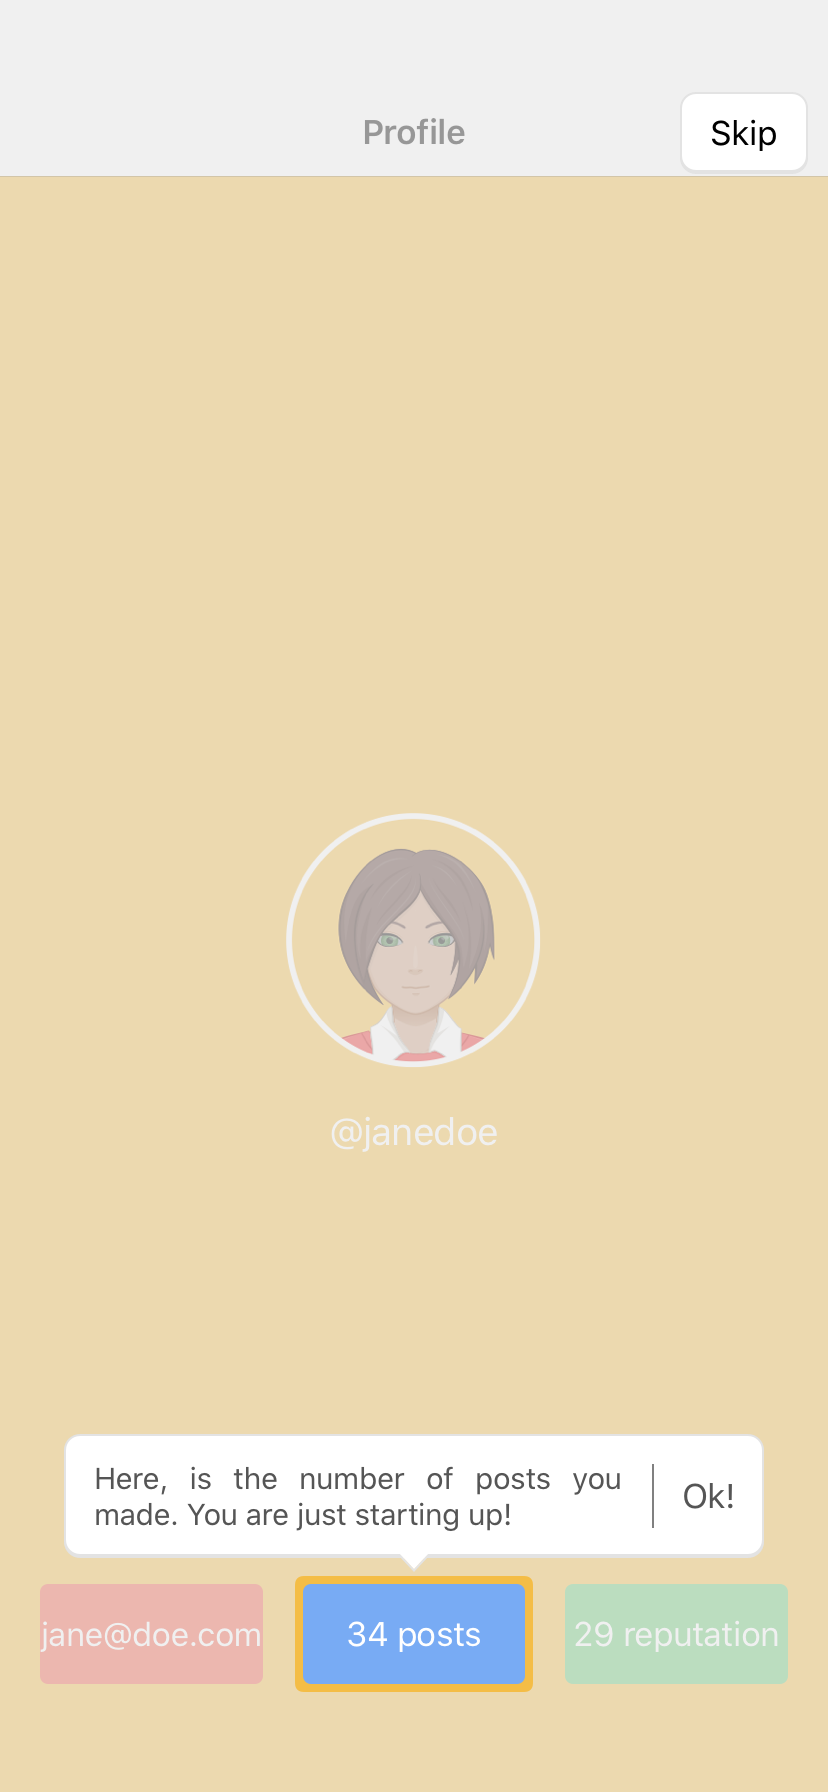 Profile
Skip
@janedoe
Here, is the number of posts you
made. You are just starting up!
Ok!
jane@doe.com
34 posts
29 reputation